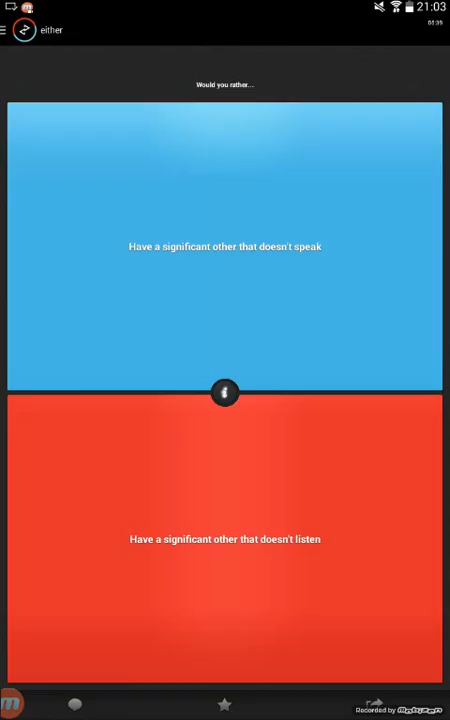 21:03
either
Would you rather...
Have a significant other that doesn't speak
Have a significant other that doesn't listen
Recorded by